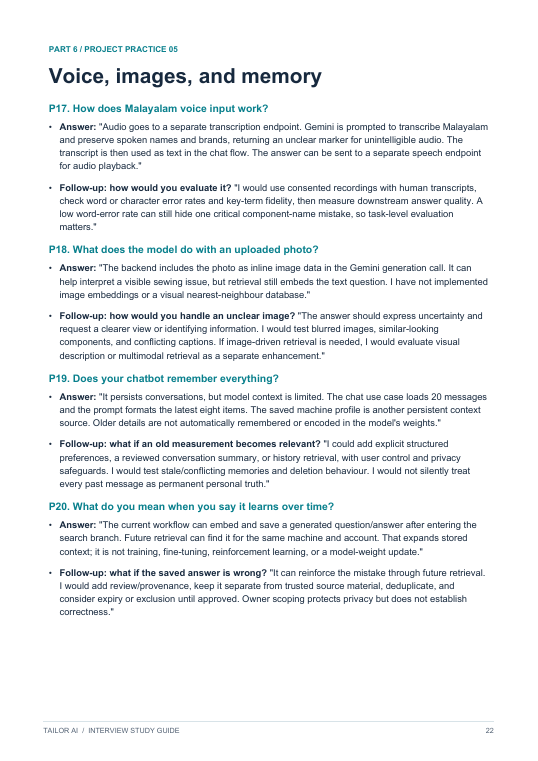 PART 6 / PROJECT PRACTICE 05
Voice, images, and memory
P17. How does Malayalam voice input work?
• Answer: "Audio goes to a separate transcription endpoint. Gemini is prompted to transcribe Malayalam
and preserve spoken names and brands, returning an unclear marker for unintelligible audio. The
transcript is then used as text in the chat flow. The answer can be sent to a separate speech endpoint
for audio playback."
• Follow-up: how would you evaluate it? "I would use consented recordings with human transcripts,
check word or character error rates and key-term fidelity, then measure downstream answer quality. A
low word-error rate can still hide one critical component-name mistake, so task-level evaluation
matters."
P18. What does the model do with an uploaded photo?
• Answer: "The backend includes the photo as inline image data in the Gemini generation call. It can
help interpret a visible sewing issue, but retrieval still embeds the text question. I have not implemented
image embeddings or a visual nearest-neighbour database."
• Follow-up: how would you handle an unclear image? "The answer should express uncertainty and
request a clearer view or identifying information. I would test blurred images, similar-looking
components, and conflicting captions. If image-driven retrieval is needed, I would evaluate visual
description or multimodal retrieval as a separate enhancement."
P19. Does your chatbot remember everything?
• Answer: "It persists conversations, but model context is limited. The chat use case loads 20 messages
and the prompt formats the latest eight items. The saved machine profile is another persistent context
source. Older details are not automatically remembered or encoded in the model's weights."
• Follow-up: what if an old measurement becomes relevant? "I could add explicit structured
preferences, a reviewed conversation summary, or history retrieval, with user control and privacy
safeguards. I would test stale/conflicting memories and deletion behaviour. I would not silently treat
every past message as permanent personal truth."
P20. What do you mean when you say it learns over time?
• Answer: "The current workflow can embed and save a generated question/answer after entering the
search branch. Future retrieval can find it for the same machine and account. That expands stored
context; it is not training, fine-tuning, reinforcement learning, or a model-weight update."
• Follow-up: what if the saved answer is wrong? "It can reinforce the mistake through future retrieval.
I would add review/provenance, keep it separate from trusted source material, deduplicate, and
consider expiry or exclusion until approved. Owner scoping protects privacy but does not establish
correctness."
TAILOR AI / INTERVIEW STUDY GUIDE
22